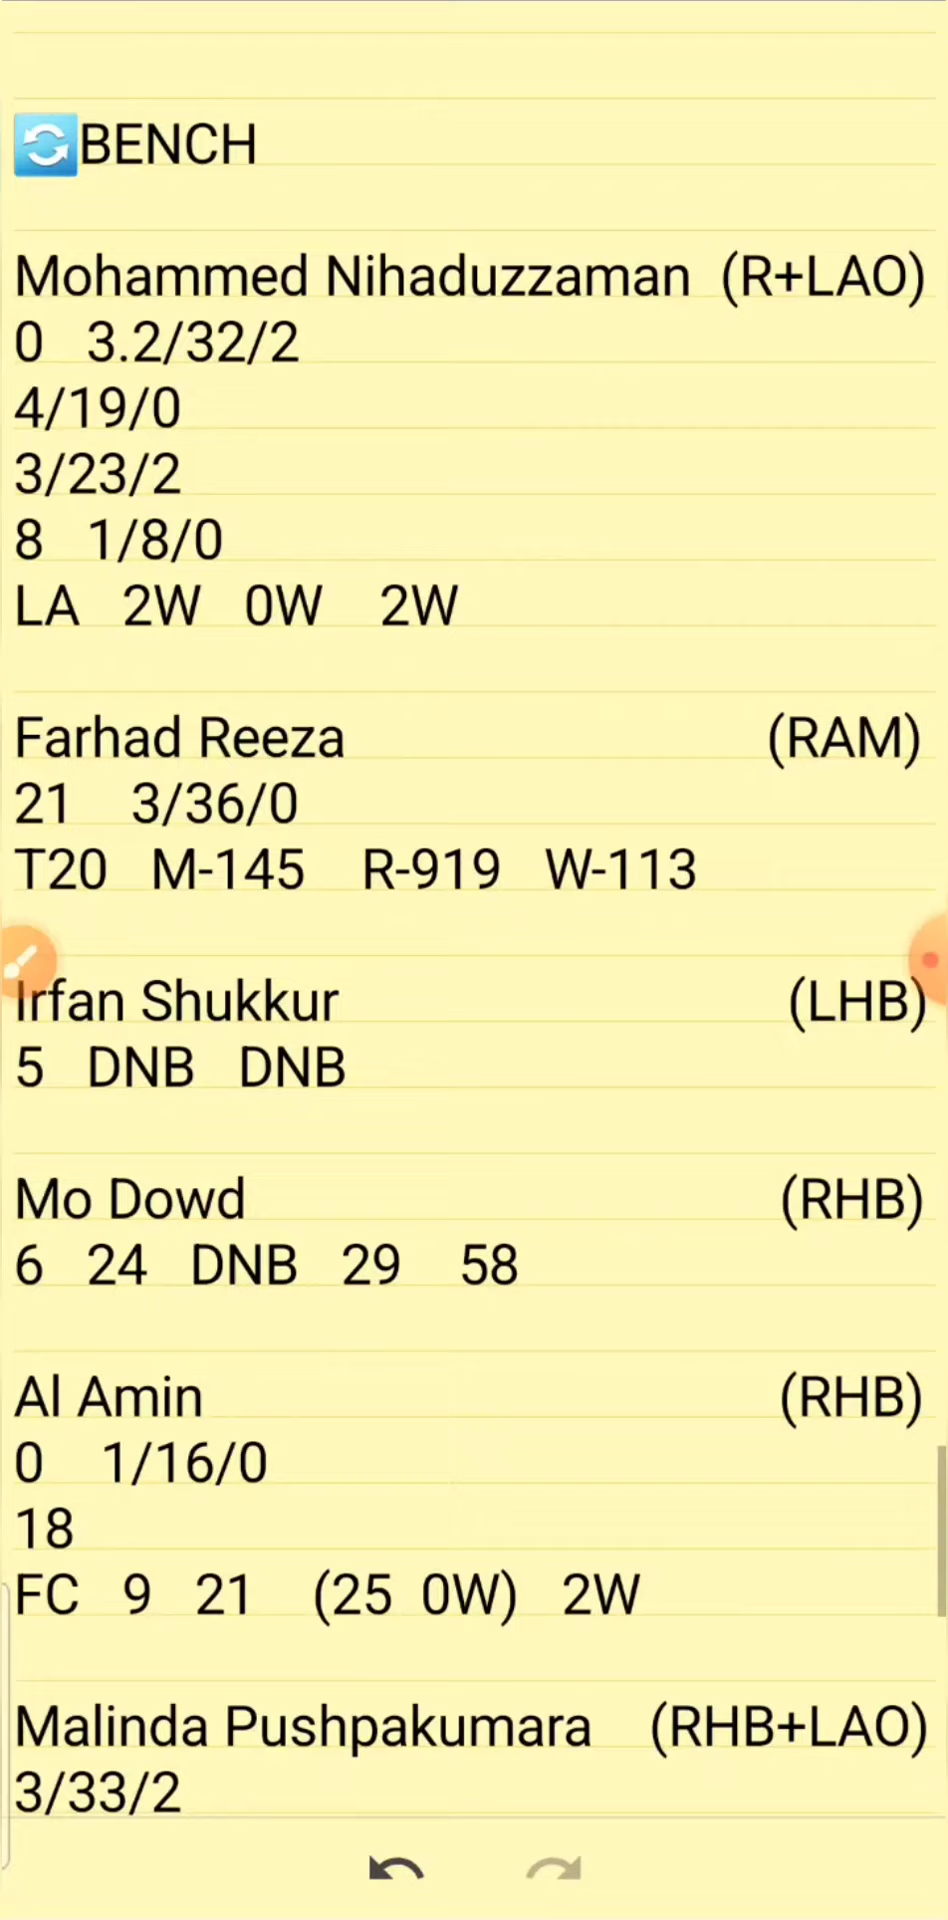 🔄BENCH
Mohammed Nihaduzzaman (R+LAO)
0 3.2/32/2
4/19/0
3/23/2
8 1/8/0
LA 2W 0W 2W
Farhad Reeza (RAM)
21 3/36/0
T20 M-145 R-919 W-113
Irfan Shukkur (LHB)
5 DNB DNB
Mo Dowd (RHB)
6 24 DNB 29 58
Al Amin (RHB)
0 1/16/0
18
FC 9 21 (25 0W) 2W
Malinda Pushpakumara (RHB+LAO)
3/33/2